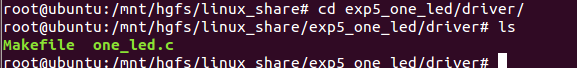 root@ubuntu:/mnt/hgfs/linux_share# cd exp5_one_led/driver/
root@ubuntu:/mnt/hgfs/linux_share/exp5_one_led/driver# ls
Makefile  one_led.c
root@ubuntu:/mnt/hgfs/linux_share/exp5_one_led/driver#